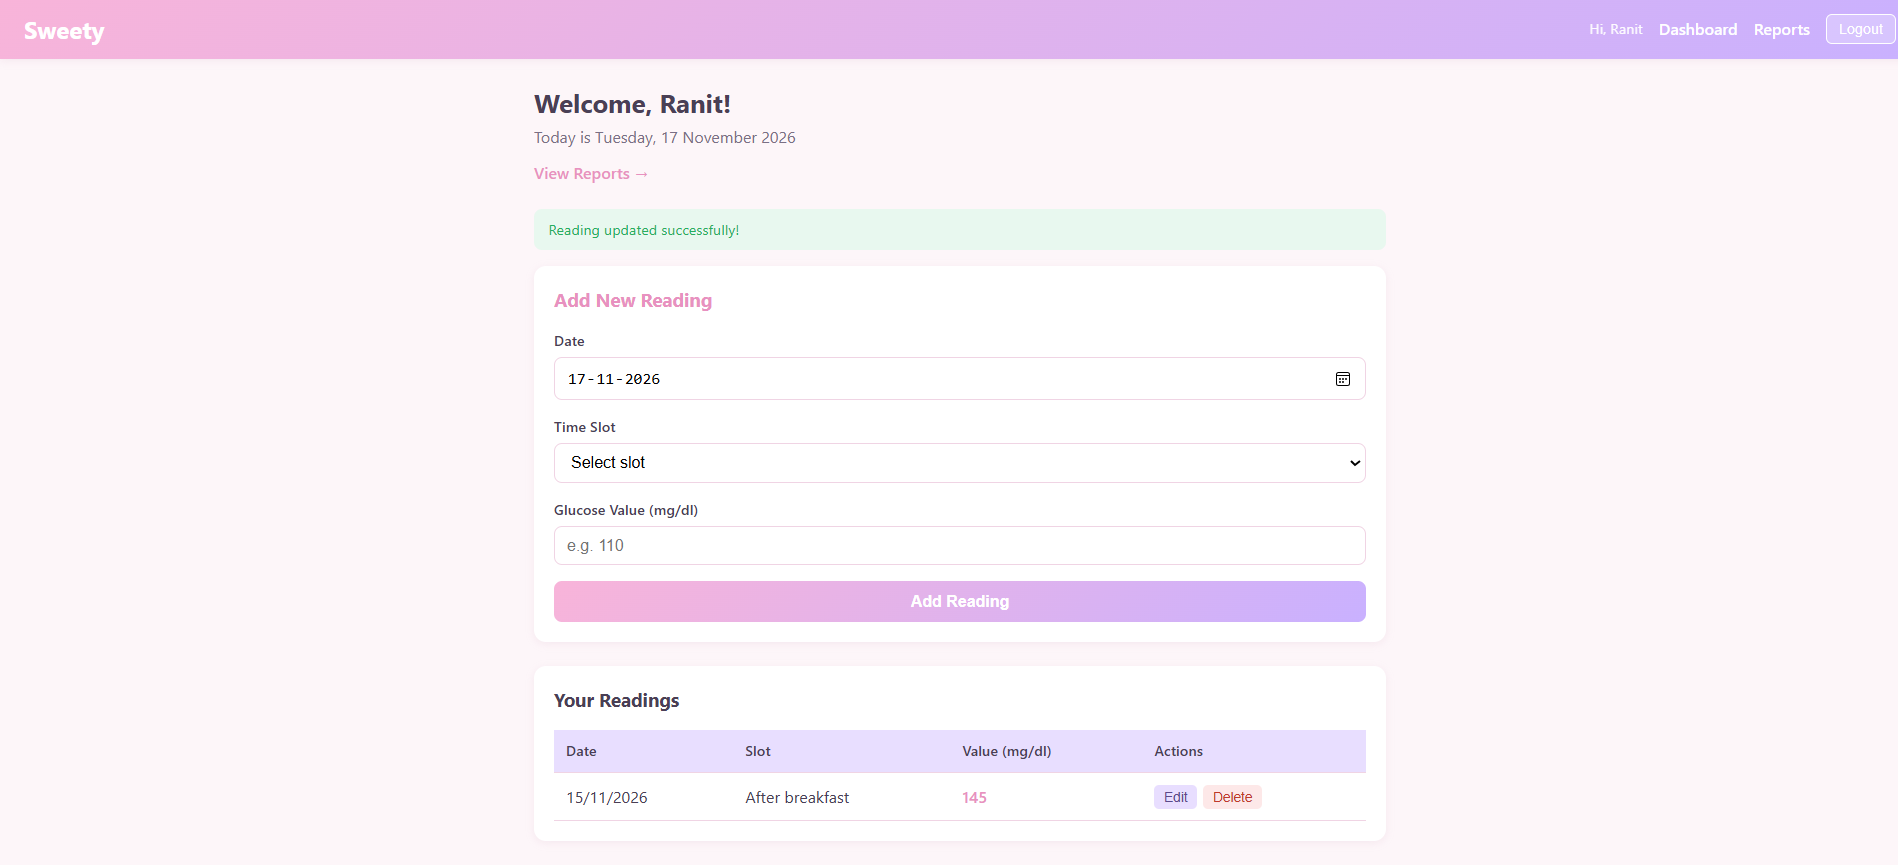 Sweety
Hi, Ranit Dashboard Reports Logout
Welcome, Ranit!
Today is Tuesday, 17 November 2026
View Reports →
Reading updated successfully!
Add New Reading
Date
17-11-2026
Time Slot
Select slot
Glucose Value (mg/dl)
e.g. 110
Add Reading
Your Readings
Date Slot Value (mg/dl) Actions
15/11/2026 After breakfast 145 Edit Delete